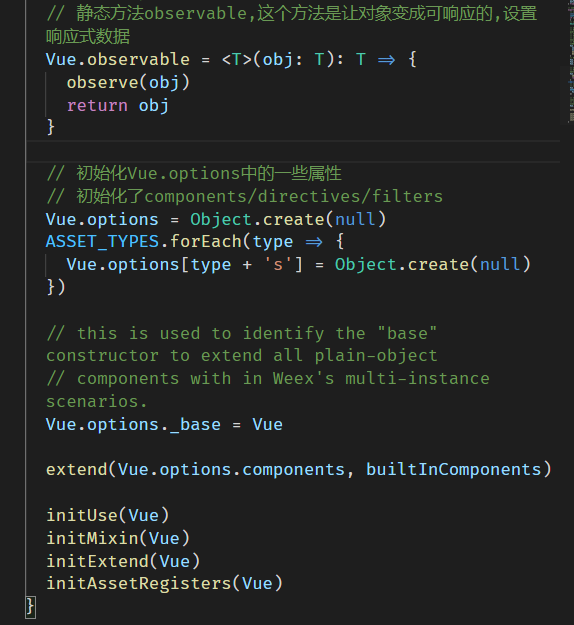 // 静态方法observable,这个方法是让对象变成可响应的,设置
响应式数据
Vue.observable = <T>(obj: T): T ⇒ {
observe(obj)
return obj
}
// 初始化Vue.options中的一些属性
// 初始化了components/directives/filters
Vue.options = Object.create(null)
ASSET_TYPES.forEach(type ⇒ {
Vue.options[type + 's'] = Object.create(null)
})
// this is used to identify the "base"
constructor to extend all plain-object
// components with in Weex's multi-instance
scenarios.
Vue.options._base = Vue
extend(Vue.options.components, builtInComponents)
initUse(Vue)
initMixin(Vue)
initExtend(Vue)
initAssetRegisters(Vue)
}